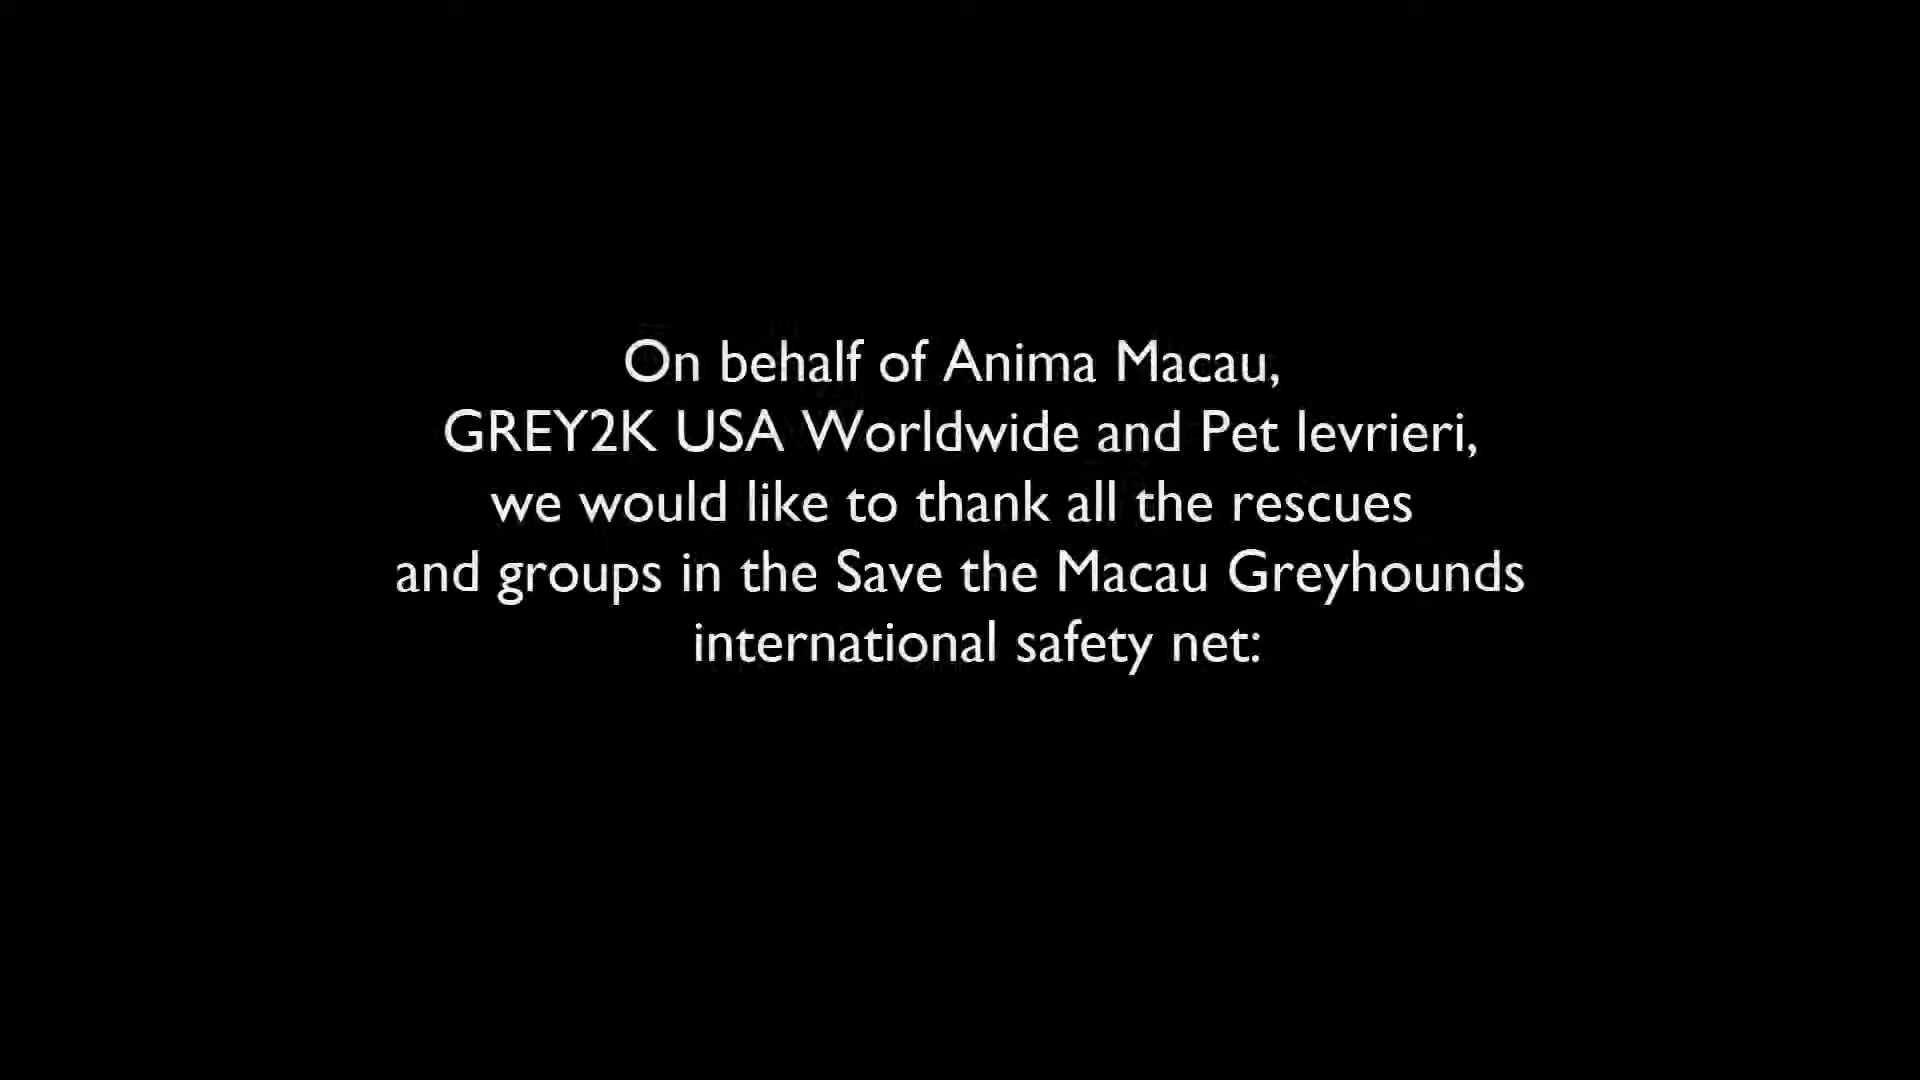 On behalf of Anima Macau,
GREY2K USA Worldwide and Pet levrieri,
we would like to thank all the rescues
and groups in the Save the Macau Greyhounds
international safety net: